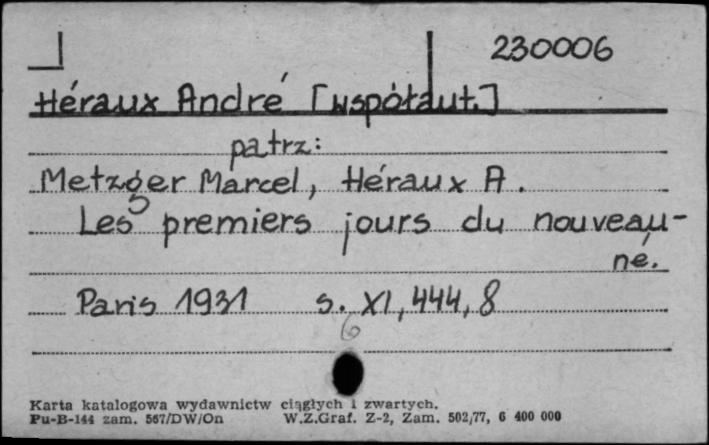 230006
Héraux André [współaut.]
patrz:
Metzger Marcel, Héraux A.
Les premiers jours du nouveau-
né.
Paris 1931 s. XI, 444, 8
6
Karta katalogowa wydawnictw ciągłych i zwartych.
Pu-B-144 zam. 567/DW/On W.Z.Graf. Z-2, Zam. 502/77, 6 400 000